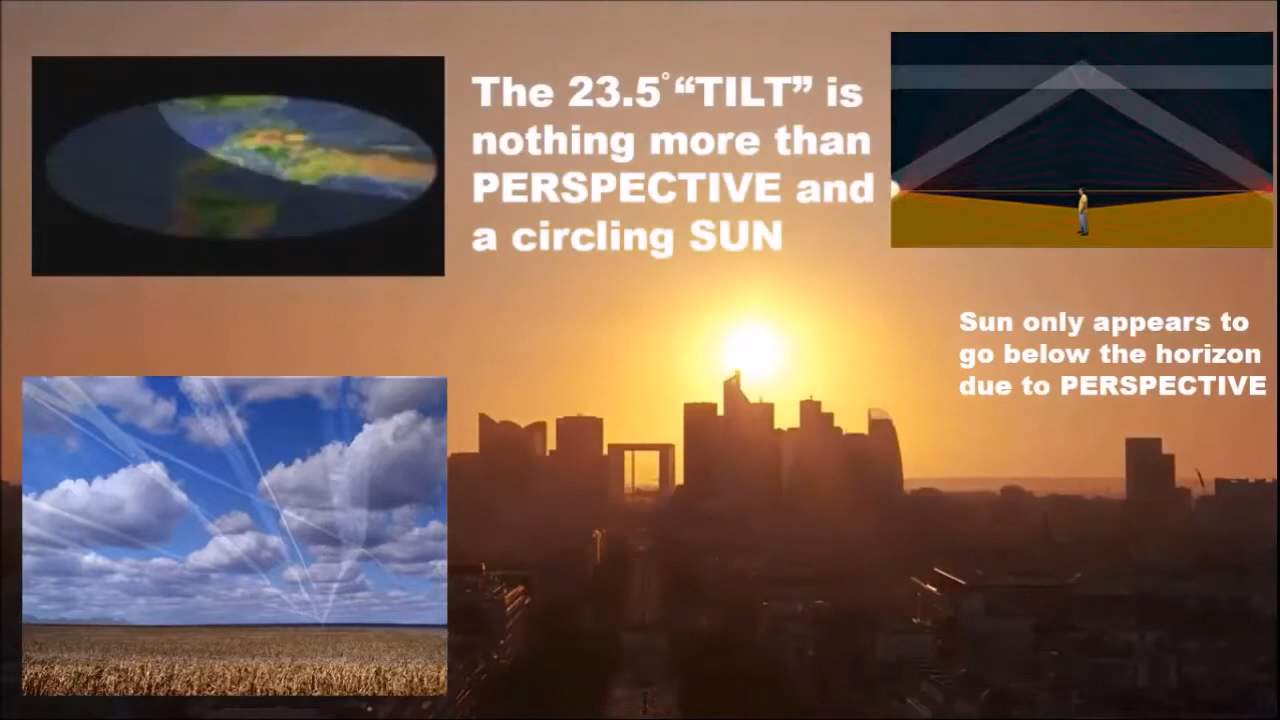 The 23.5°“TILT” is
nothing more than
PERSPECTIVE and
a circling SUN
Sun only appears to
go below the horizon
due to PERSPECTIVE